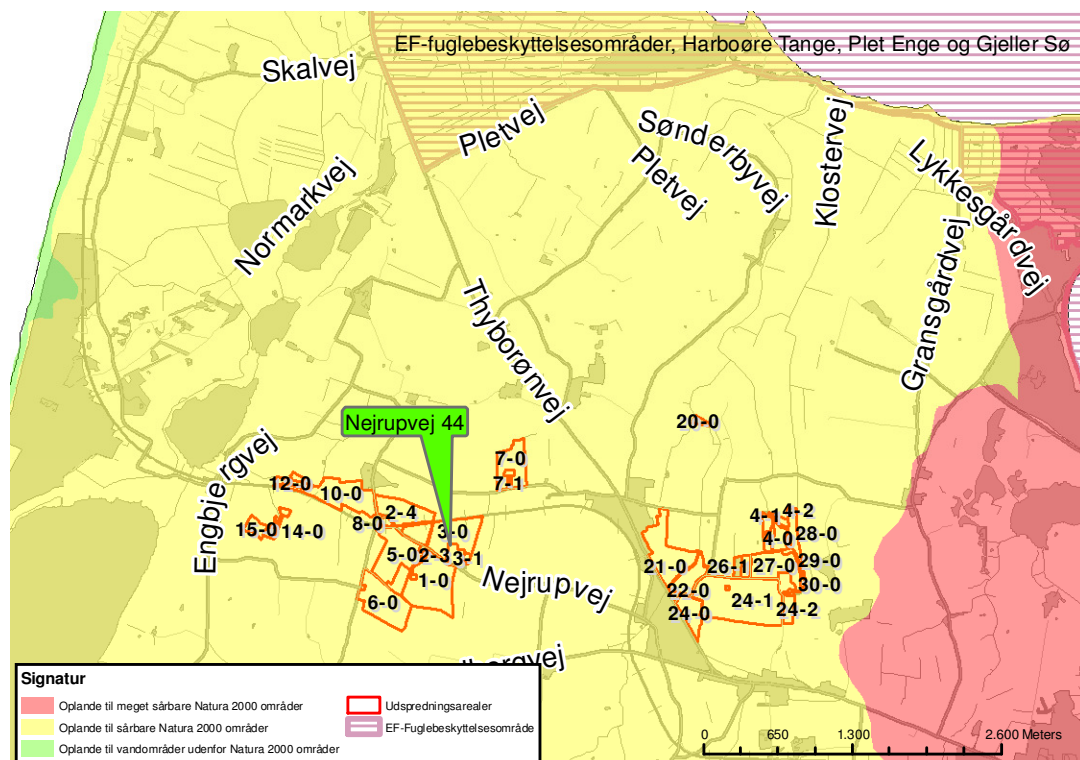 EF-fuglebeskyttelsesområder, Harboøre Tange, Plet Enge og Gjeller Sø
Skalvej
Pletvej
Sønderbyvej
Pletvej
Klostervej
Lykkesgårdvej
Normarkvej
Gransgårdvej
Thyborønvej
Nejrupvej 44
20-0
Engbjergvej
7-0
7-1
12-0
10-0
2-4
8-0
15-0
14-0
3-0
5-0
2-3
3-1
1-0
6-0
Nejrupvej
4-1
4-2
4-0
28-0
21-0
26-1
27-0
29-0
30-0
22-0
24-1
24-0
24-2
Signatur
Oplande til meget sårbare Natura 2000 områder
Oplande til sårbare Natura 2000 områder
Oplande til vandområder udenfor Natura 2000 områder
Udspredningsarealer
EF-Fuglebeskyttelsesområde
0 650 1.300 2.600 Meters